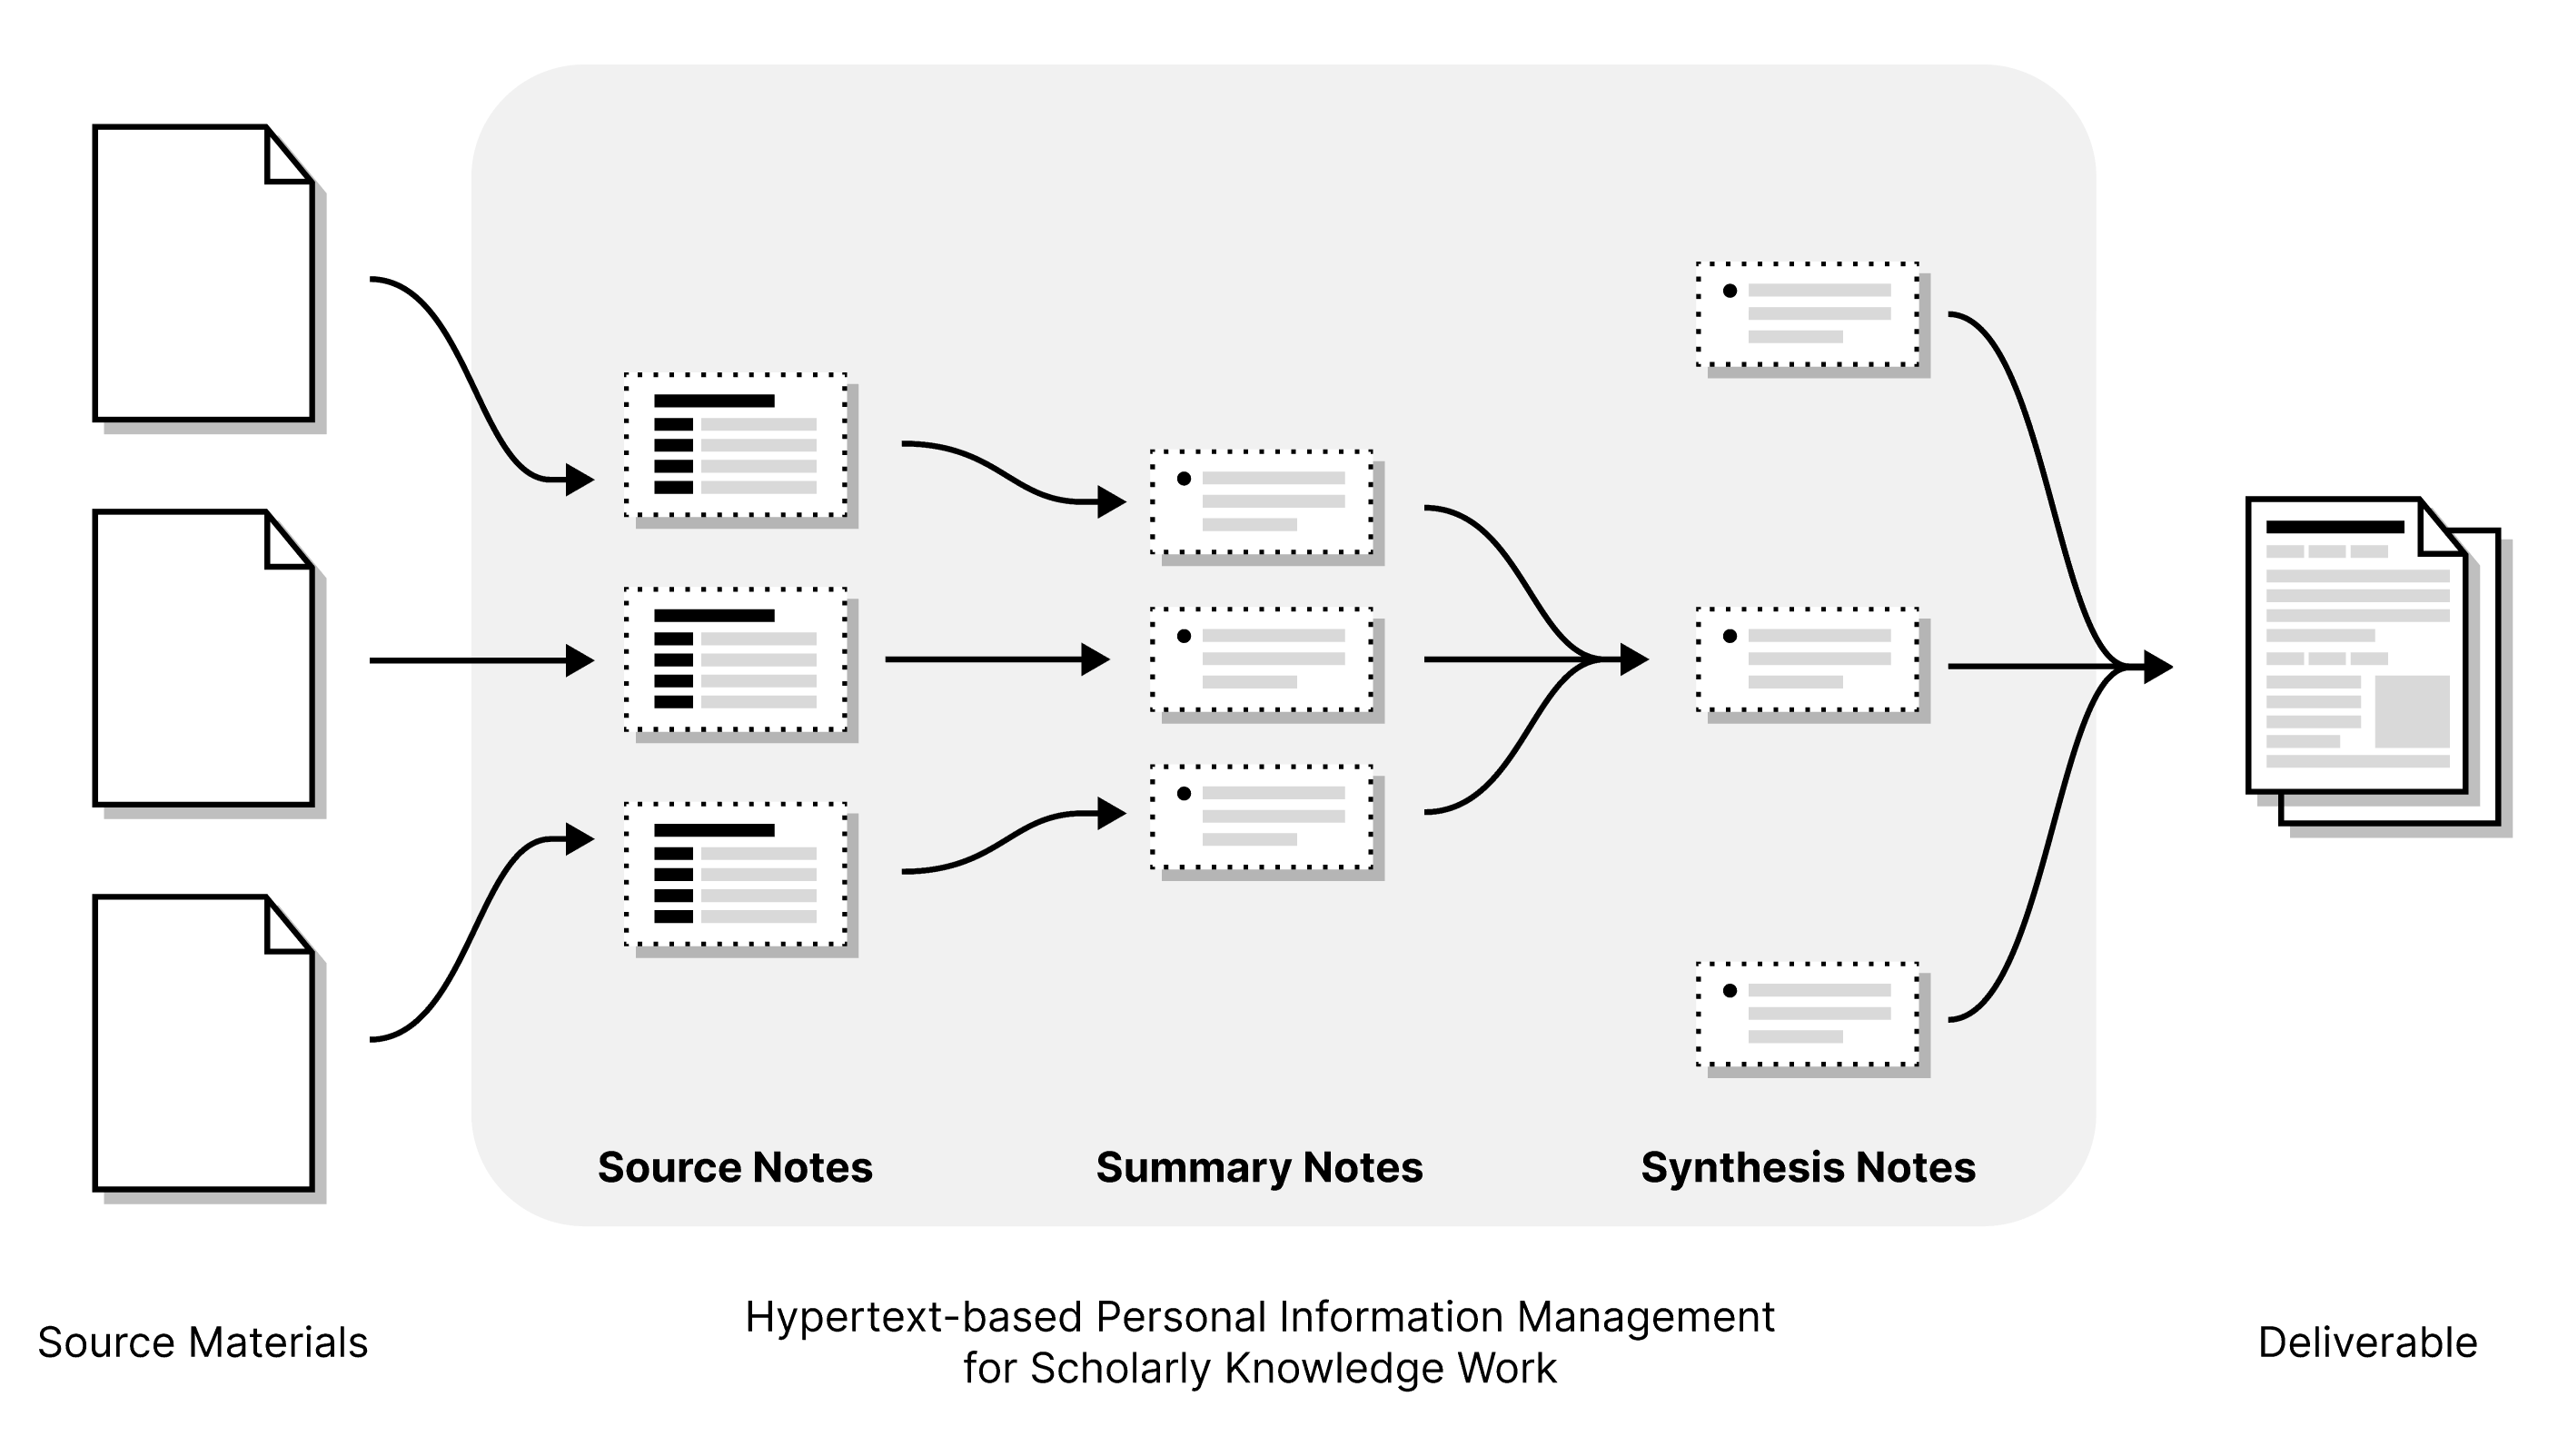 Source Notes
Summary Notes
Synthesis Notes
Source Materials
Hypertext-based Personal Information Management
for Scholarly Knowledge Work
Deliverable